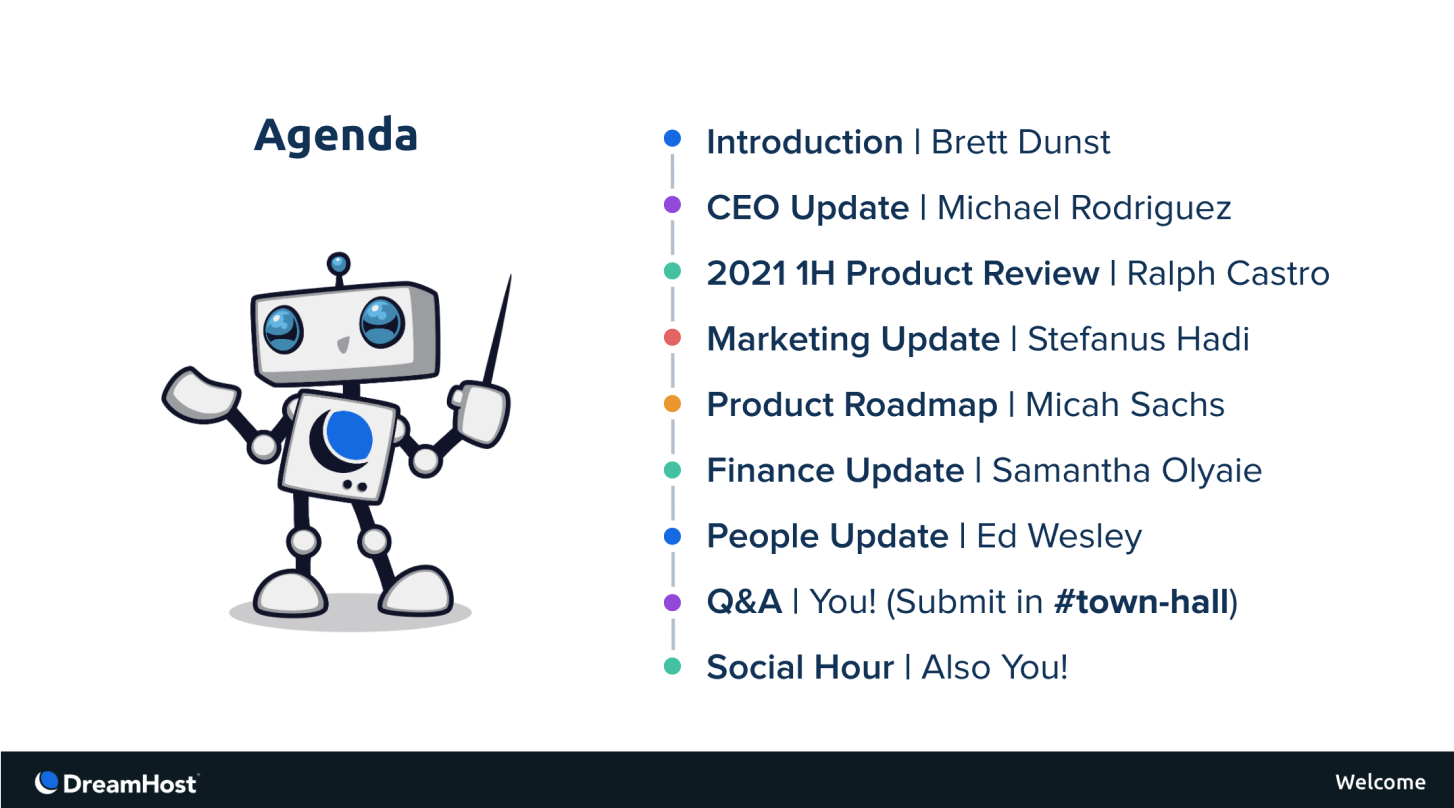 Agenda
Introduction | Brett Dunst
CEO Update | Michael Rodriguez
2021 1H Product Review | Ralph Castro
Marketing Update | Stefanus Hadi
Product Roadmap | Micah Sachs
Finance Update | Samantha Olyaie
People Update | Ed Wesley
Q&A | You! (Submit in #town-hall)
Social Hour | Also You!
DreamHost
Welcome